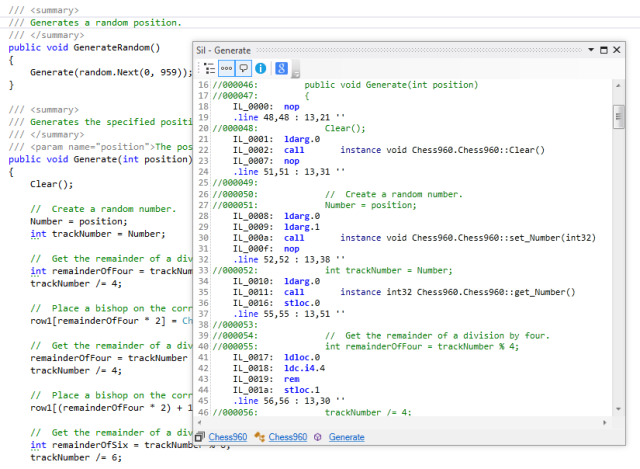 /// <summary>
/// Generates a random position.
/// </summary>
public void GenerateRandom()
{
Generate(random.Next(0, 959));
}
/// <summary>
/// Generates the specified positi
/// </summary>
/// <param name="position">The pos
public void Generate(int position)
{
Clear();
// Create a random number.
Number = position;
int trackNumber = Number;
// Get the remainder of a div
int remainderOfFour = trackNum
trackNumber /= 4;
// Place a bishop on the corr
row1[remainderOfFour * 2] = Ch
// Get the remainder of a div
remainderOfFour = trackNumber
trackNumber /= 4;
// Place a bishop on the corr
row1[(remainderOfFour * 2) + 1
// Get the remainder of a div
int remainderOfSix = trackNumber % 6;
trackNumber /= 6;
Sil - Generate
16 //000046: public void Generate(int position)
17 //000047: {
18 IL_0000: nop
19 .line 48,48 : 13,21 ''
20 //000048: Clear();
21 IL_0001: ldarg.0
22 IL_0002: call instance void Chess960.Chess960::Clear()
23 IL_0007: nop
24 .line 51,51 : 13,31 ''
25 //000049:
26 //000050: // Create a random number.
27 //000051: Number = position;
28 IL_0008: ldarg.0
29 IL_0009: ldarg.1
30 IL_000a: call instance void Chess960.Chess960::set_Number(int32)
31 IL_000f: nop
32 .line 52,52 : 13,38 ''
33 //000052: int trackNumber = Number;
34 IL_0010: ldarg.0
35 IL_0011: call instance int32 Chess960.Chess960::get_Number()
36 IL_0016: stloc.0
37 .line 55,55 : 13,51 ''
38 //000053:
39 //000054: // Get the remainder of a division by four.
40 //000055: int remainderOfFour = trackNumber % 4;
41 IL_0017: ldloc.0
42 IL_0018: ldc.i4.4
43 IL_0019: rem
44 IL_001a: stloc.1
45 .line 56,56 : 13,30 ''
46 //000056: trackNumber /= 4;
Chess960 Chess960 Generate